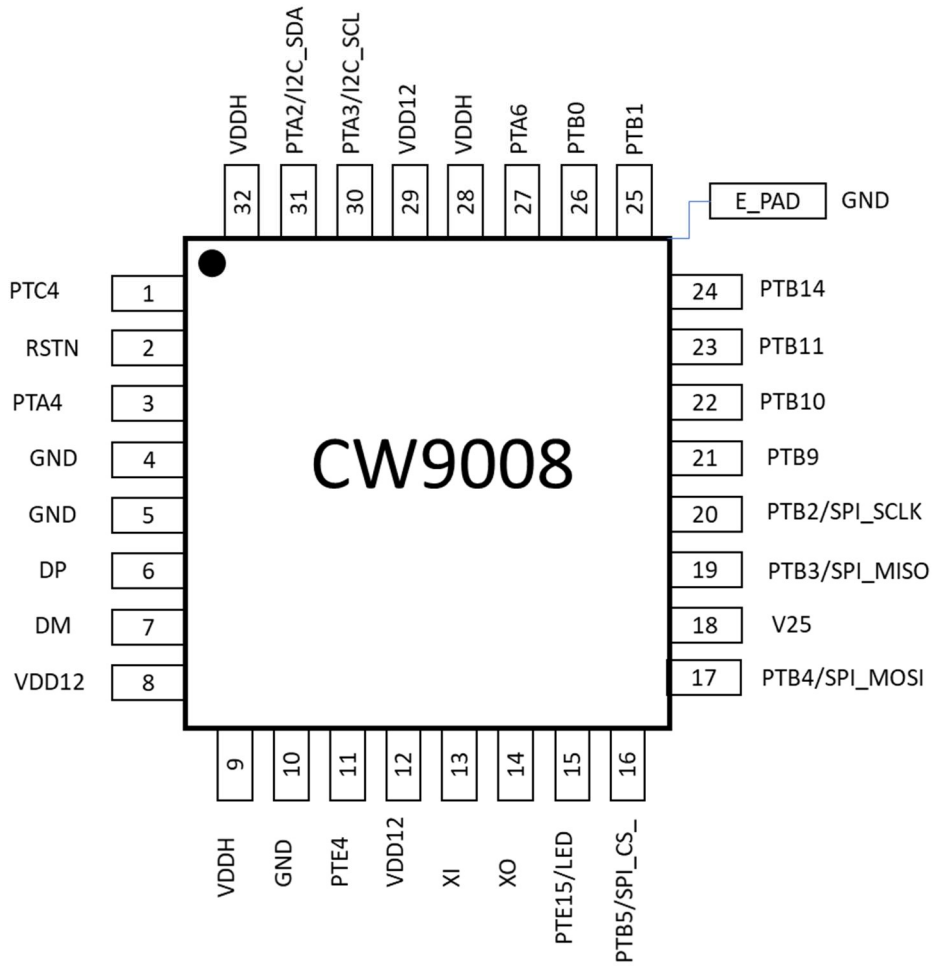 VDDH
PTA2/I2C_SDA
PTA3/I2C_SCL
VDD12
VDDH
PTA6
PTB0
PTB1
32
31
30
29
28
27
26
25
E_PAD GND
PTC4 1
RSTN 2
PTA4 3
GND 4
GND 5
DP 6
DM 7
VDD12 8
CW9008
24 PTB14
23 PTB11
22 PTB10
21 PTB9
20 PTB2/SPI_SCLK
19 PTB3/SPI_MISO
18 V25
17 PTB4/SPI_MOSI
9
10
11
12
13
14
15
16
VDDH
GND
PTE4
VDD12
XI
XO
PTE15/LED
PTB5/SPI_CS_